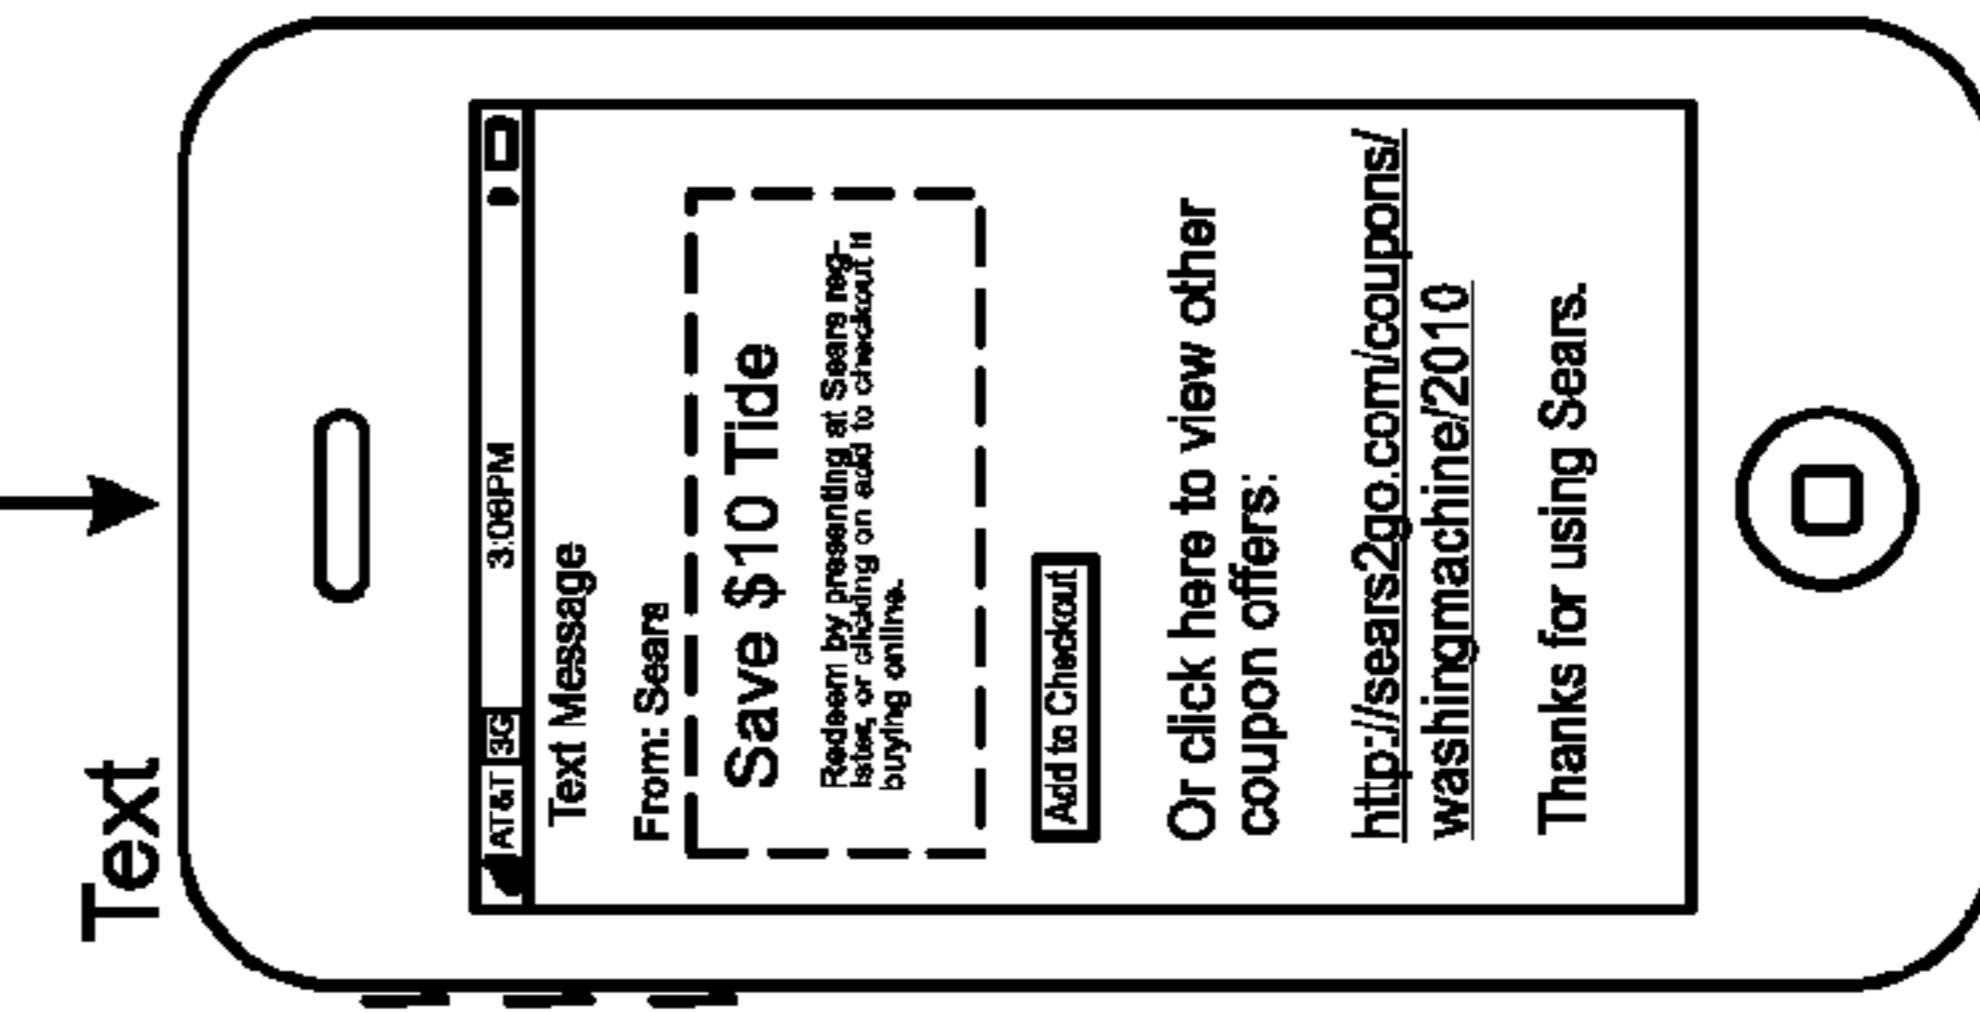 Text
AT&T 3G 3:08PM
Text Message
From: Sears
Save $10 Tide
Redeem by presenting at Sears reg-
ister, or clicking on add to checkout if
buying online.
Add to Checkout
Or click here to view other
coupon offers:
http://sears2go.com/coupons/
washingmachine/2010
Thanks for using Sears.